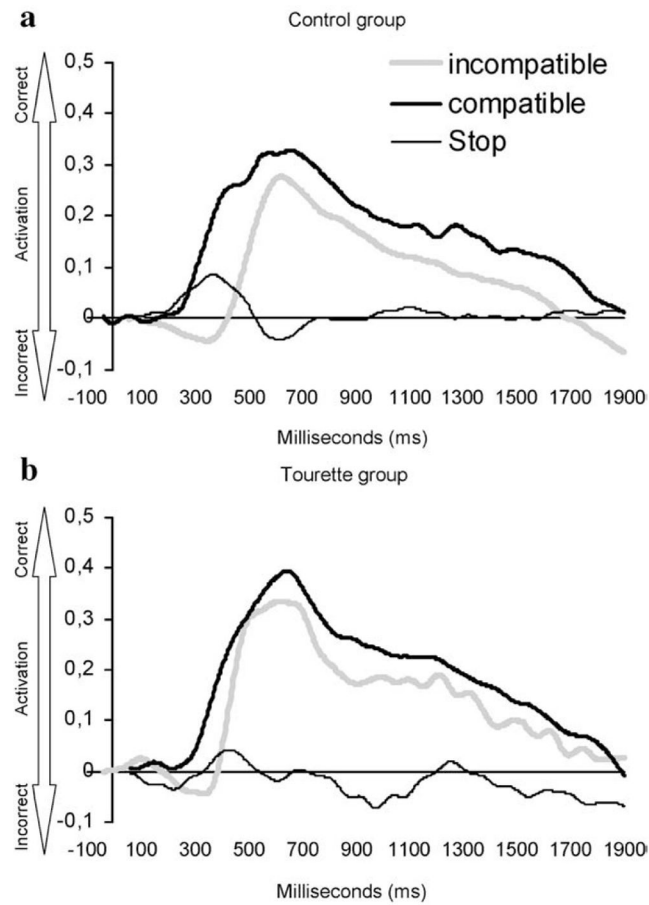 a
Control group
0,5
incompatible
0,4
compatible
0,3
Stop
0,2
0,1
0
-0,1
Correct
Activation
Incorrect
-100 100 300 500 700 900 1100 1300 1500 1700 1900
Milliseconds (ms)
b
Tourette group
0,5
0,4
0,3
0,2
0,1
0
-0,1
Correct
Activation
Incorrect
-100 100 300 500 700 900 1100 1300 1500 1700 1900
Milliseconds (ms)